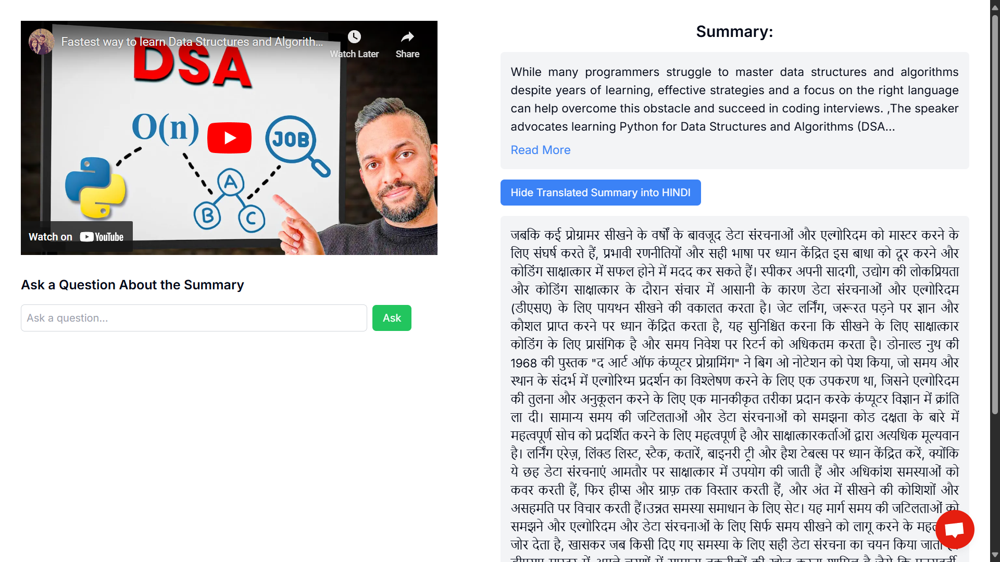 Fastest way to learn Data Structures and Algorith...
Watch Later
Share
DSA
O(n)
JOB
A
B
C
Watch on YouTube
Ask a Question About the Summary
Ask a question...
Ask
Summary:
While many programmers struggle to master data structures and algorithms
despite years of learning, effective strategies and a focus on the right language
can help overcome this obstacle and succeed in coding interviews. ,The speaker
advocates learning Python for Data Structures and Algorithms (DSA...
Read More
Hide Translated Summary into HINDI
जबकि कई प्रोग्रामर सीखने के वर्षों के बावजूद डेटा संरचनाओं और एल्गोरिदम को मास्टर करने के
लिए संघर्ष करते हैं, प्रभावी रणनीतियों और सही भाषा पर ध्यान केंद्रित इस बाधा को दूर करने और
कोडिंग साक्षात्कार में सफल होने में मदद कर सकते हैं। स्पीकर अपनी सादगी, उद्योग की लोकप्रियता
और कोडिंग साक्षात्कार के दौरान संचार में आसानी के कारण डेटा संरचनाओं और एल्गोरिदम
(डीएसए) के लिए पायथन सीखने की वकालत करता है। जेट लर्निंग, जरूरत पड़ने पर ज्ञान और
कौशल प्राप्त करने पर ध्यान केंद्रित करता है, यह सुनिश्चित करना कि सीखने के लिए साक्षात्कार
कोडिंग के लिए प्रासंगिक है और समय निवेश पर रिटर्न को अधिकतम करता है। डोनाल्ड नुथ की
1968 की पुस्तक "द आर्ट ऑफ कंप्यूटर प्रोग्रामिंग" ने बिग ओ नोटेशन को पेश किया, जो समय और
स्थान के संदर्भ में एल्गोरिथ्म प्रदर्शन का विश्लेषण करने के लिए एक उपकरण था, जिसने एल्गोरिदम
की तुलना और अनुकूलन करने के लिए एक मानकीकृत तरीका प्रदान करके कंप्यूटर विज्ञान में क्रांति
ला दी। सामान्य समय की जटिलताओं और डेटा संरचनाओं को समझना कोड दक्षता के बारे में
महत्वपूर्ण सोच को प्रदर्शित करने के लिए महत्वपूर्ण है और साक्षात्कारकर्ताओं द्वारा अत्यधिक मूल्यवान
है। लर्निंग एरेज़, लिंक्ड लिस्ट, स्टैक, कतारें, बाइनरी ट्री और हैश टेबल्स पर ध्यान केंद्रित करें, क्योंकि
ये छह डेटा संरचनाएं आमतौर पर साक्षात्कार में उपयोग की जाती हैं और अधिकांश समस्याओं को
कवर करती हैं, फिर हीप्स और ग्राफ़ तक विस्तार करती हैं, और अंत में सीखने की कोशिशों और
असहमति पर विचार करती हैं।उन्नत समस्या समाधान के लिए सेट। यह मार्ग समय की जटिलताओं को
समझने और एल्गोरिदम और डेटा संरचनाओं के लिए सिर्फ समय सीखने को लागू करने के
जोर देता है, खासकर जब किसी दिए गए समस्या के लिए सही डेटा संरचना का चयन किया